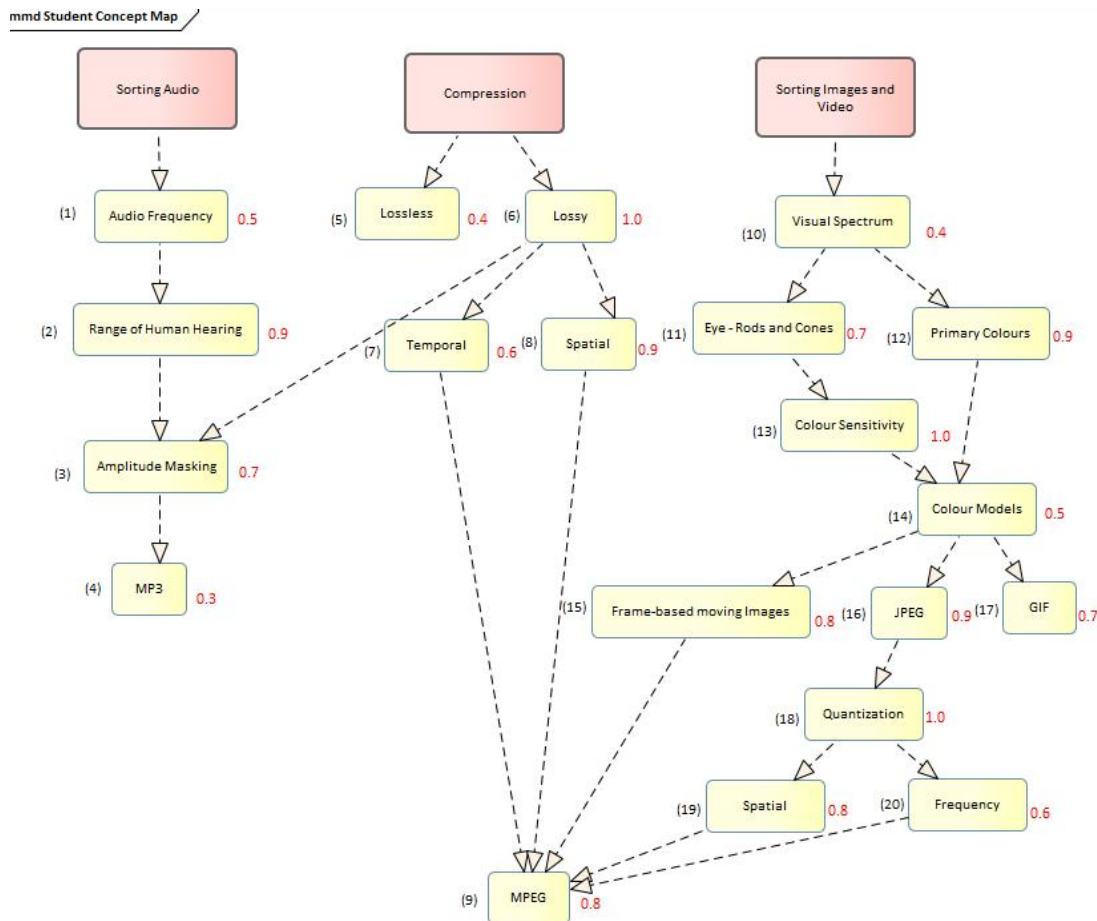 mmd Student Concept Map
Sorting Audio
Compression
Sorting Images and
Video
(1)
Audio Frequency
0.5
(5)
Lossless
0.4
(6)
Lossy
1.0
(10)
Visual Spectrum
0.4
(2)
Range of Human Hearing
0.9
(7)
Temporal
0.6
(8)
Spatial
0.9
(11)
Eye - Rods and Cones
0.7
(12)
Primary Colours
0.9
(13)
Colour Sensitivity
1.0
(3)
Amplitude Masking
0.7
(14)
Colour Models
0.5
(4)
MP3
0.3
(15)
Frame-based moving Images
0.8
(16)
JPEG
0.9
(17)
GIF
0.7
(18)
Quantization
1.0
(19)
Spatial
0.8
(20)
Frequency
0.6
(9)
MPEG
0.8